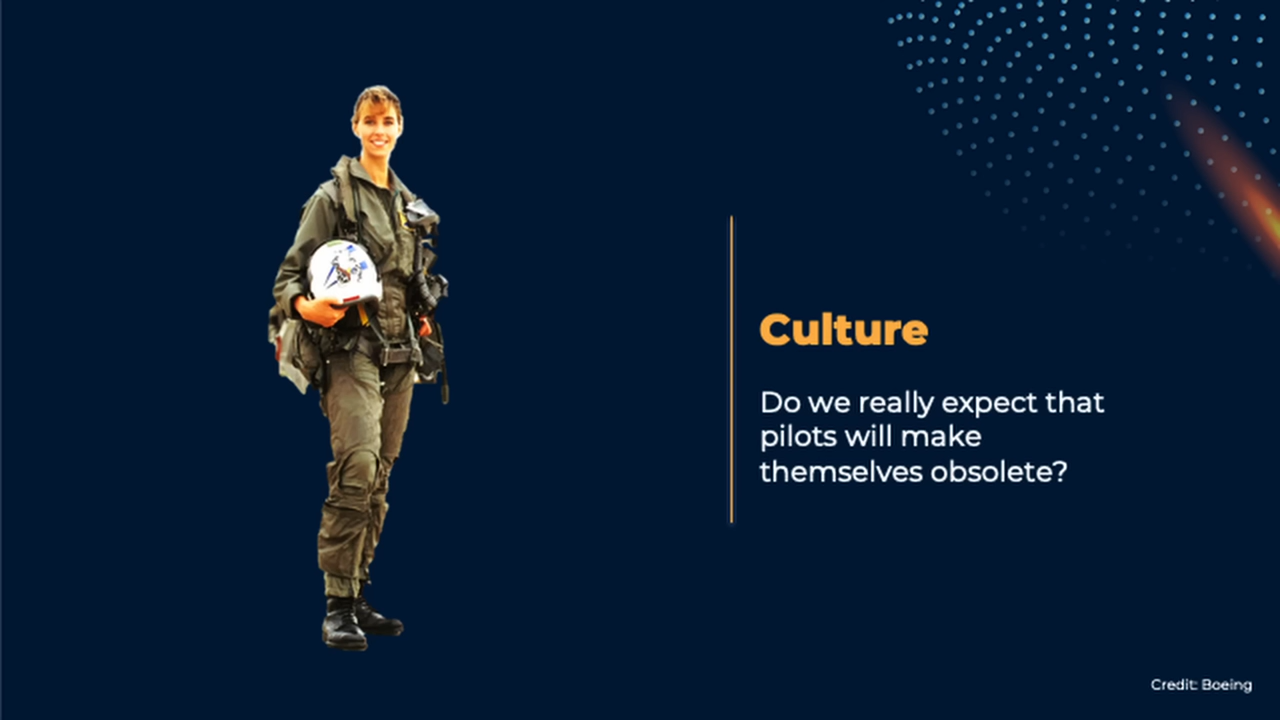 Culture
Do we really expect that
pilots will make
themselves obsolete?
Credit: Boeing